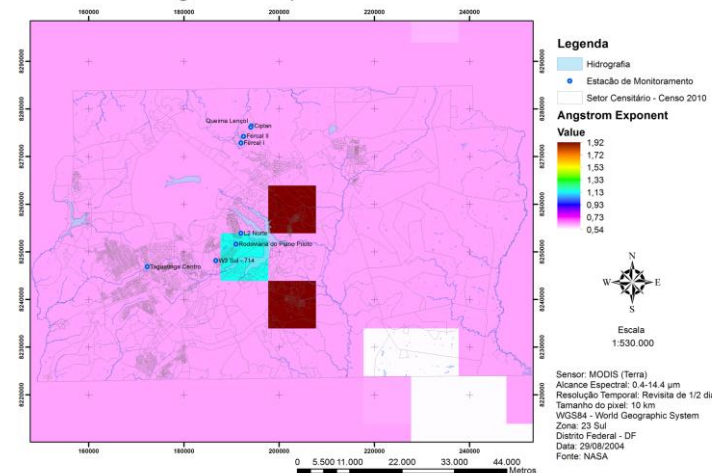 160000 180000 200000 220000 240000
8290000
8280000
8270000
8260000
8250000
8240000
8230000
8220000
Queima Lençol
Ciplan
Fercal II
Fercal I
L2 Norte
Rodoviária do Plano Piloto
W3 Sul - 714
Taguatinga Centro
160000 180000 200000 220000 240000
0 5.500 11.000 22.000 33.000 44.000
Metros
Legenda
Hidrografia
Estacão de Monitoramento
Setor Censitário - Censo 2010
Angstrom Exponent
Value
1,92
1,72
1,53
1,33
1,13
0,93
0,73
0,54
N
W E
S
Escala
1:530.000
Sensor: MODIS (Terra)
Alcance Espectral: 0.4-14.4 µm
Resolução Temporal: Revisita de 1/2 dia
Tamanho do pixel: 10 km
WGS84 - World Geographic System
Zona: 23 Sul
Distrito Federal - DF
Data: 29/08/2004
Fonte: NASA